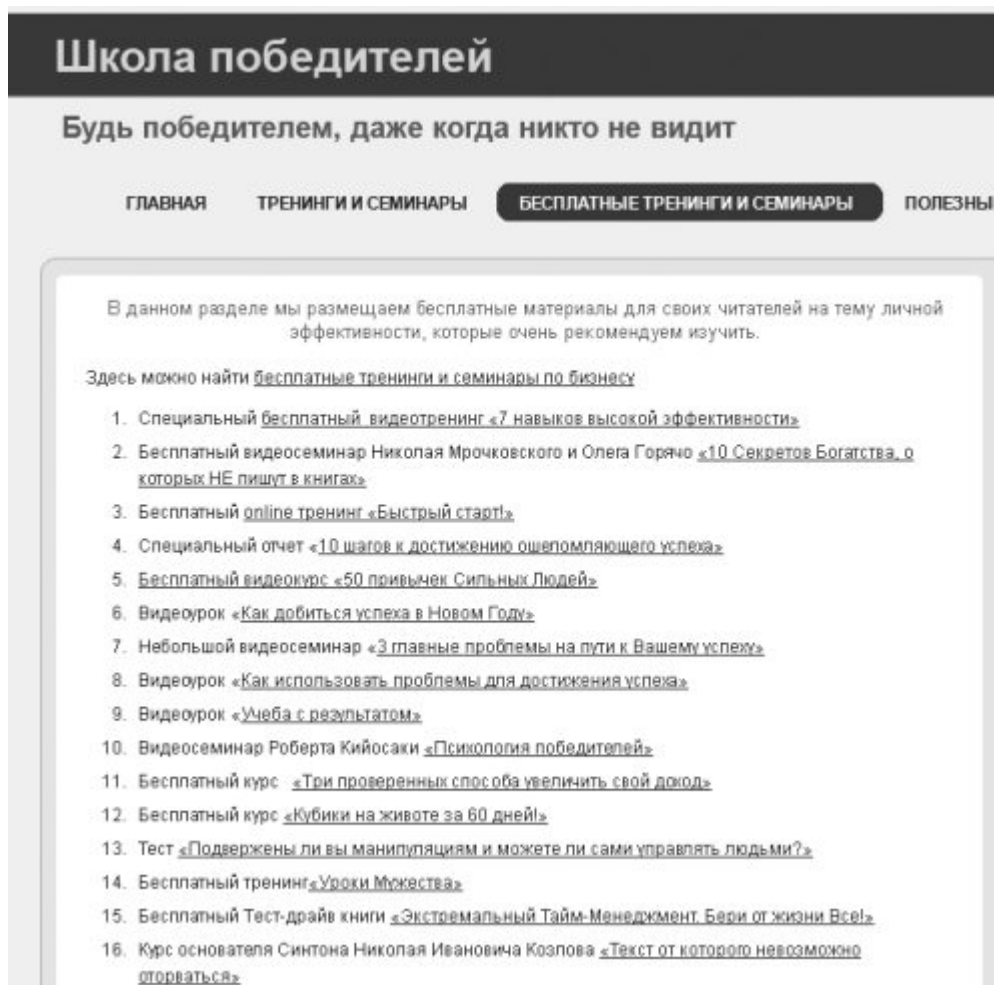 Школа победителей
Будь победителем, даже когда никто не видит
ГЛАВНАЯ ТРЕНИНГИ И СЕМИНАРЫ БЕСПЛАТНЫЕ ТРЕНИНГИ И СЕМИНАРЫ ПОЛЕЗНЫ
В данном разделе мы размещаем бесплатные материалы для своих читателей на тему личной
эффективности, которые очень рекомендуем изучить.
Здесь можно найти бесплатные тренинги и семинары по бизнесу
1. Специальный бесплатный видеотренинг «7 навыков высокой эффективности»
2. Бесплатный видеосеминар Николая Мрочковского и Олега Горячо «10 Секретов Богатства, о
которых НЕ пишут в книгах»
3. Бесплатный online тренинг «Быстрый старт!»
4. Специальный отчет «10 шагов к достижению ошеломляющего успеха»
5. Бесплатный видеокурс «50 привычек Сильных Людей»
6. Видеоурок «Как добиться успеха в Новом Году»
7. Небольшой видеосеминар «3 главные проблемы на пути к Вашему успеху»
8. Видеоурок «Как использовать проблемы для достижения успеха»
9. Видеоурок «Учеба с результатом»
10. Видеосеминар Роберта Кийосаки «Психология победителей»
11. Бесплатный курс «Три проверенных способа увеличить свой доход»
12. Бесплатный курс «Кубики на животе за 60 дней!»
13. Тест «Подвержены ли вы манипуляциям и можете ли сами управлять людьми?»
14. Бесплатный тренинг«Уроки Мужества»
15. Бесплатный Тест-драйв книги «Экстремальный Тайм-Менеджмент. Бери от жизни Все!»
16. Курс основателя Синтона Николая Ивановича Козлова «Текст от которого невозможно
оторваться»